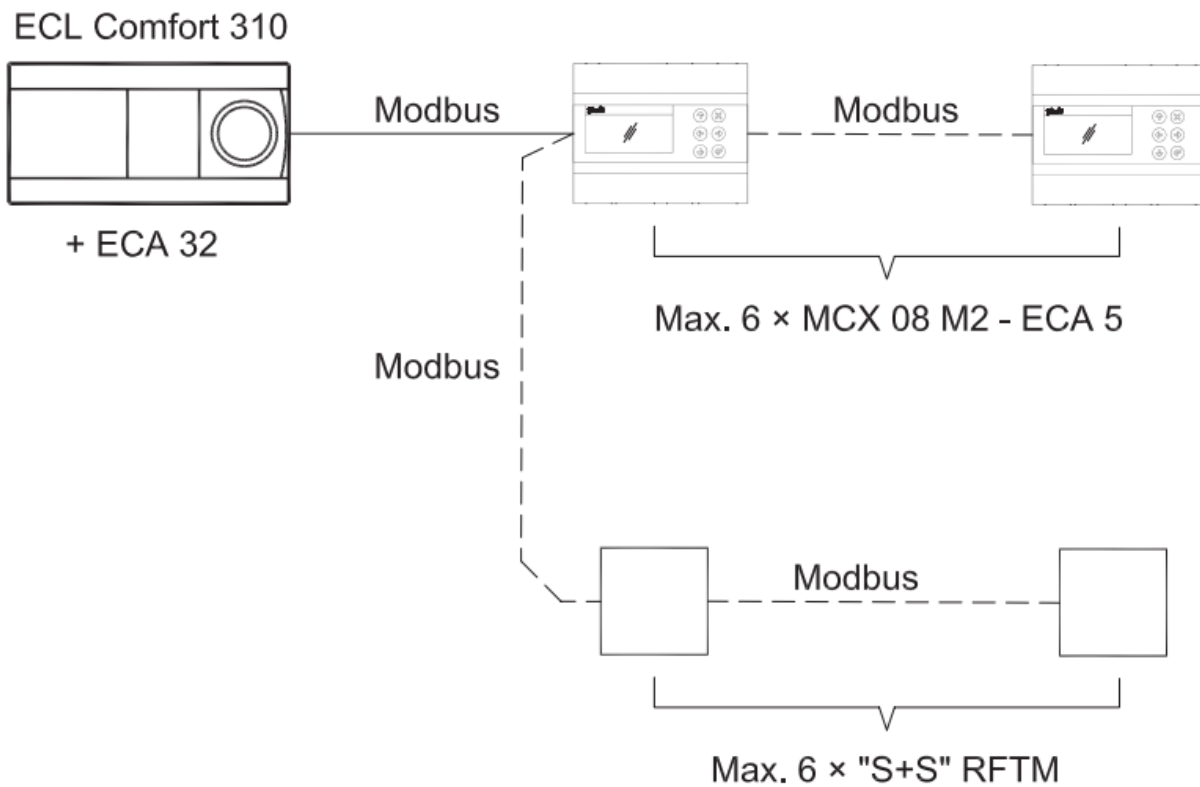 ECL Comfort 310
Modbus
Modbus
+ ECA 32
Max. 6 × MCX 08 M2 - ECA 5
Modbus
Modbus
Max. 6 × "S+S" RFTM